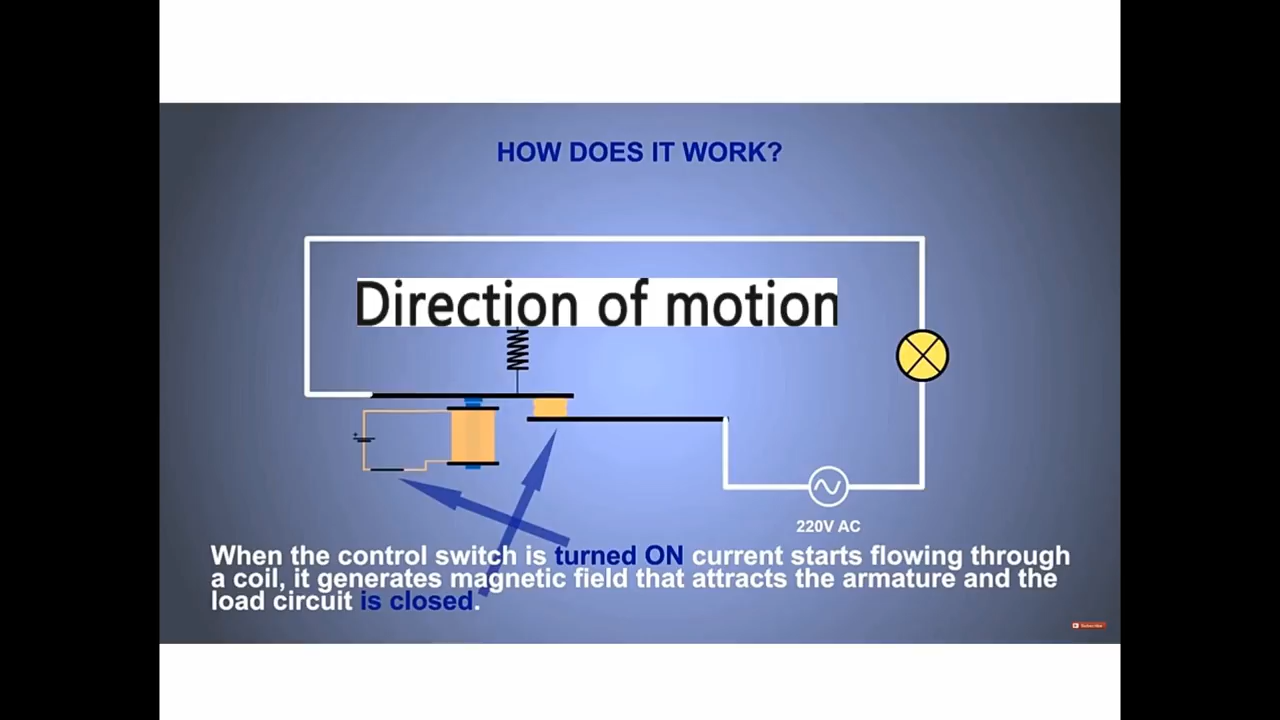 HOW DOES IT WORK?
Direction of motion
220V AC
When the control switch is turned ON current starts flowing through
a coil, it generates magnetic field that attracts the armature and the
load circuit is closed.